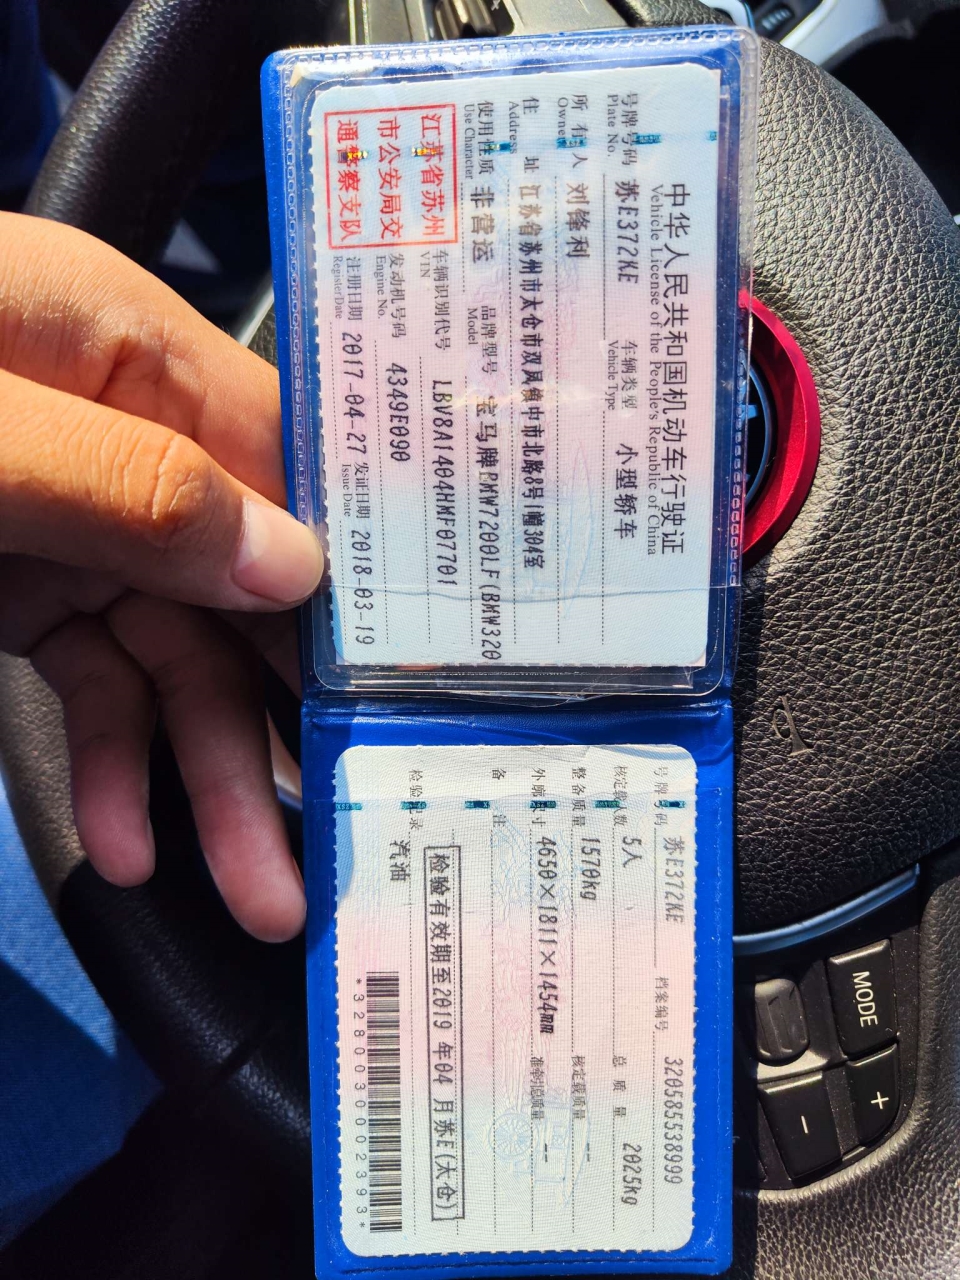 中华人民共和国机动车行驶证
Vehicle License of the People's Republic of China
号牌号码 苏E372KE 车辆类型 小型轿车
Plate No. Vehicle Type
所有人 刘锋利
Owner
住址 江苏省苏州市太仓市双凤镇中市北路8号1幢304室
Address
使用性质 非营运 品牌型号 宝马牌BMW7200LF(BMW320
Use Character Model
江苏省苏州
市公安局交
通警察支队
车辆识别代号 LBV8A1404HMF07701
VIN
发动机号码 4349E090
Engine No.
注册日期 2017-04-27 发证日期 2018-03-19
Register Date Issue Date
号牌号码 苏E372KE 档案编号 320585538999
核定载人数 5人 总质量 2025kg
整备质量 1570kg 核定载质量 --
外廓尺寸 4650×1811×1454mm 准牵引总质量 --
备注
检验有效期至2019年04月苏E(太仓)
检验记录 汽油
*3280030002393*
MODE
+
-